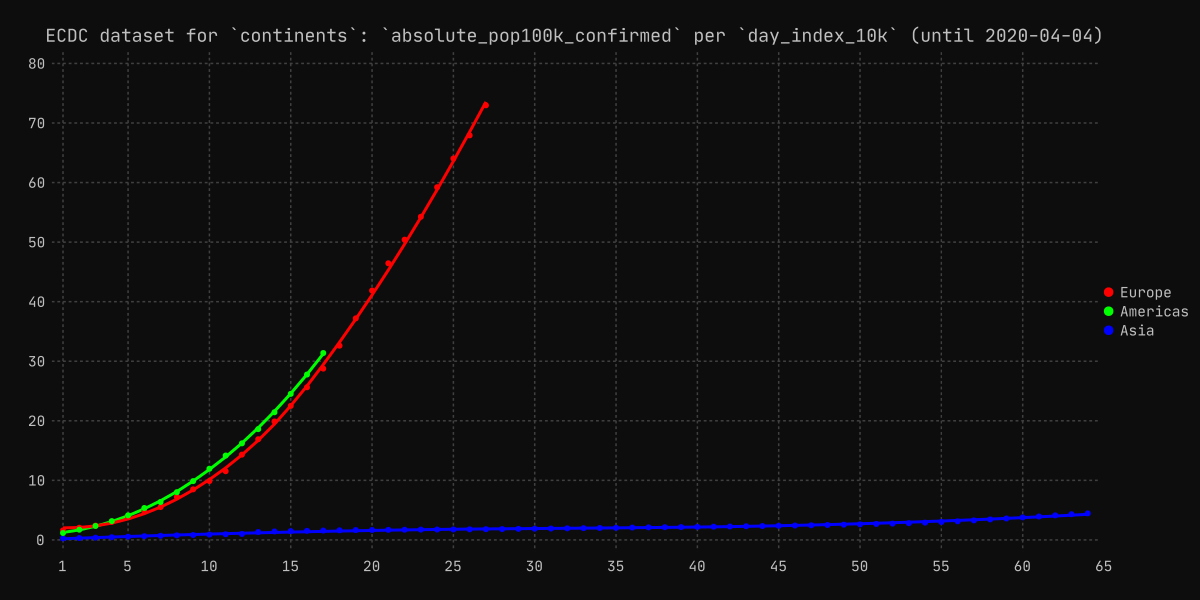 ECDC dataset for `continents`: `absolute_pop100k_confirmed` per `day_index_10k` (until 2020-04-04)
80
70
60
50
40
30
20
10
0
1 5 10 15 20 25 30 35 40 45 50 55 60 65
Europe
Americas
Asia